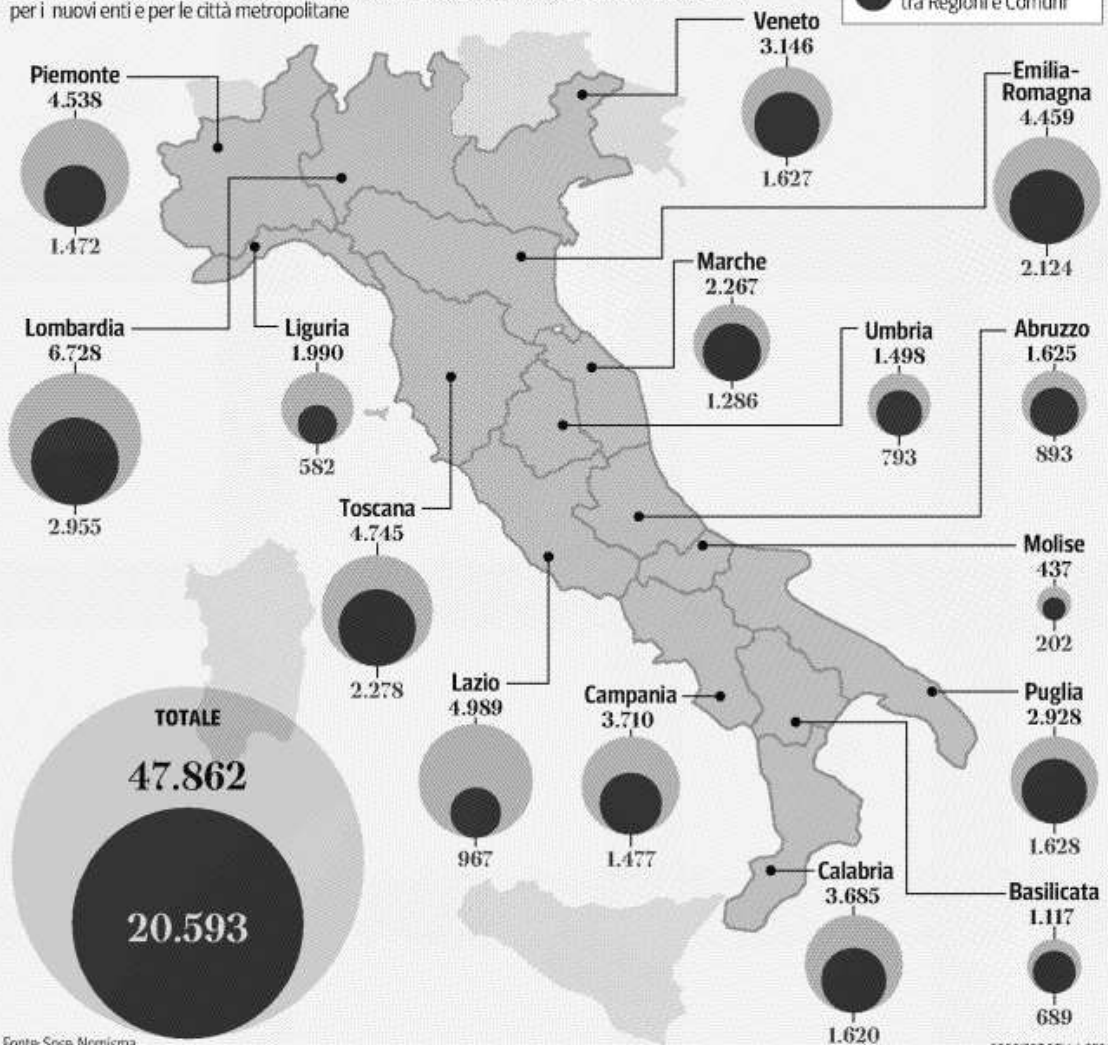 per i nuovi enti e per le città metropolitane
tra Regioni e Comuni
Veneto
3.146
1.627
Piemonte
4.538
1.472
Emilia-
Romagna
4.459
2.124
Marche
2.267
1.286
Lombardia
6.728
2.955
Liguria
1.990
582
Umbria
1.498
793
Abruzzo
1.625
893
Toscana
4.745
2.278
Molise
437
202
Lazio
4.989
967
Campania
3.710
1.477
Puglia
2.928
1.628
TOTALE
47.862
20.593
Calabria
3.685
1.620
Basilicata
1.117
689
Fonte: Sose, Nomisma